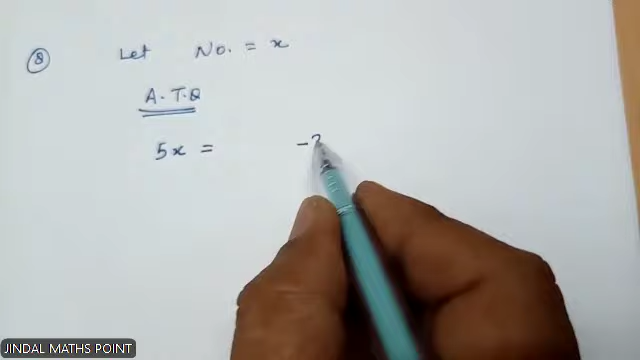 8 Let No. = x
A.T.Q
5x = -
JINDAL MATHS POINT